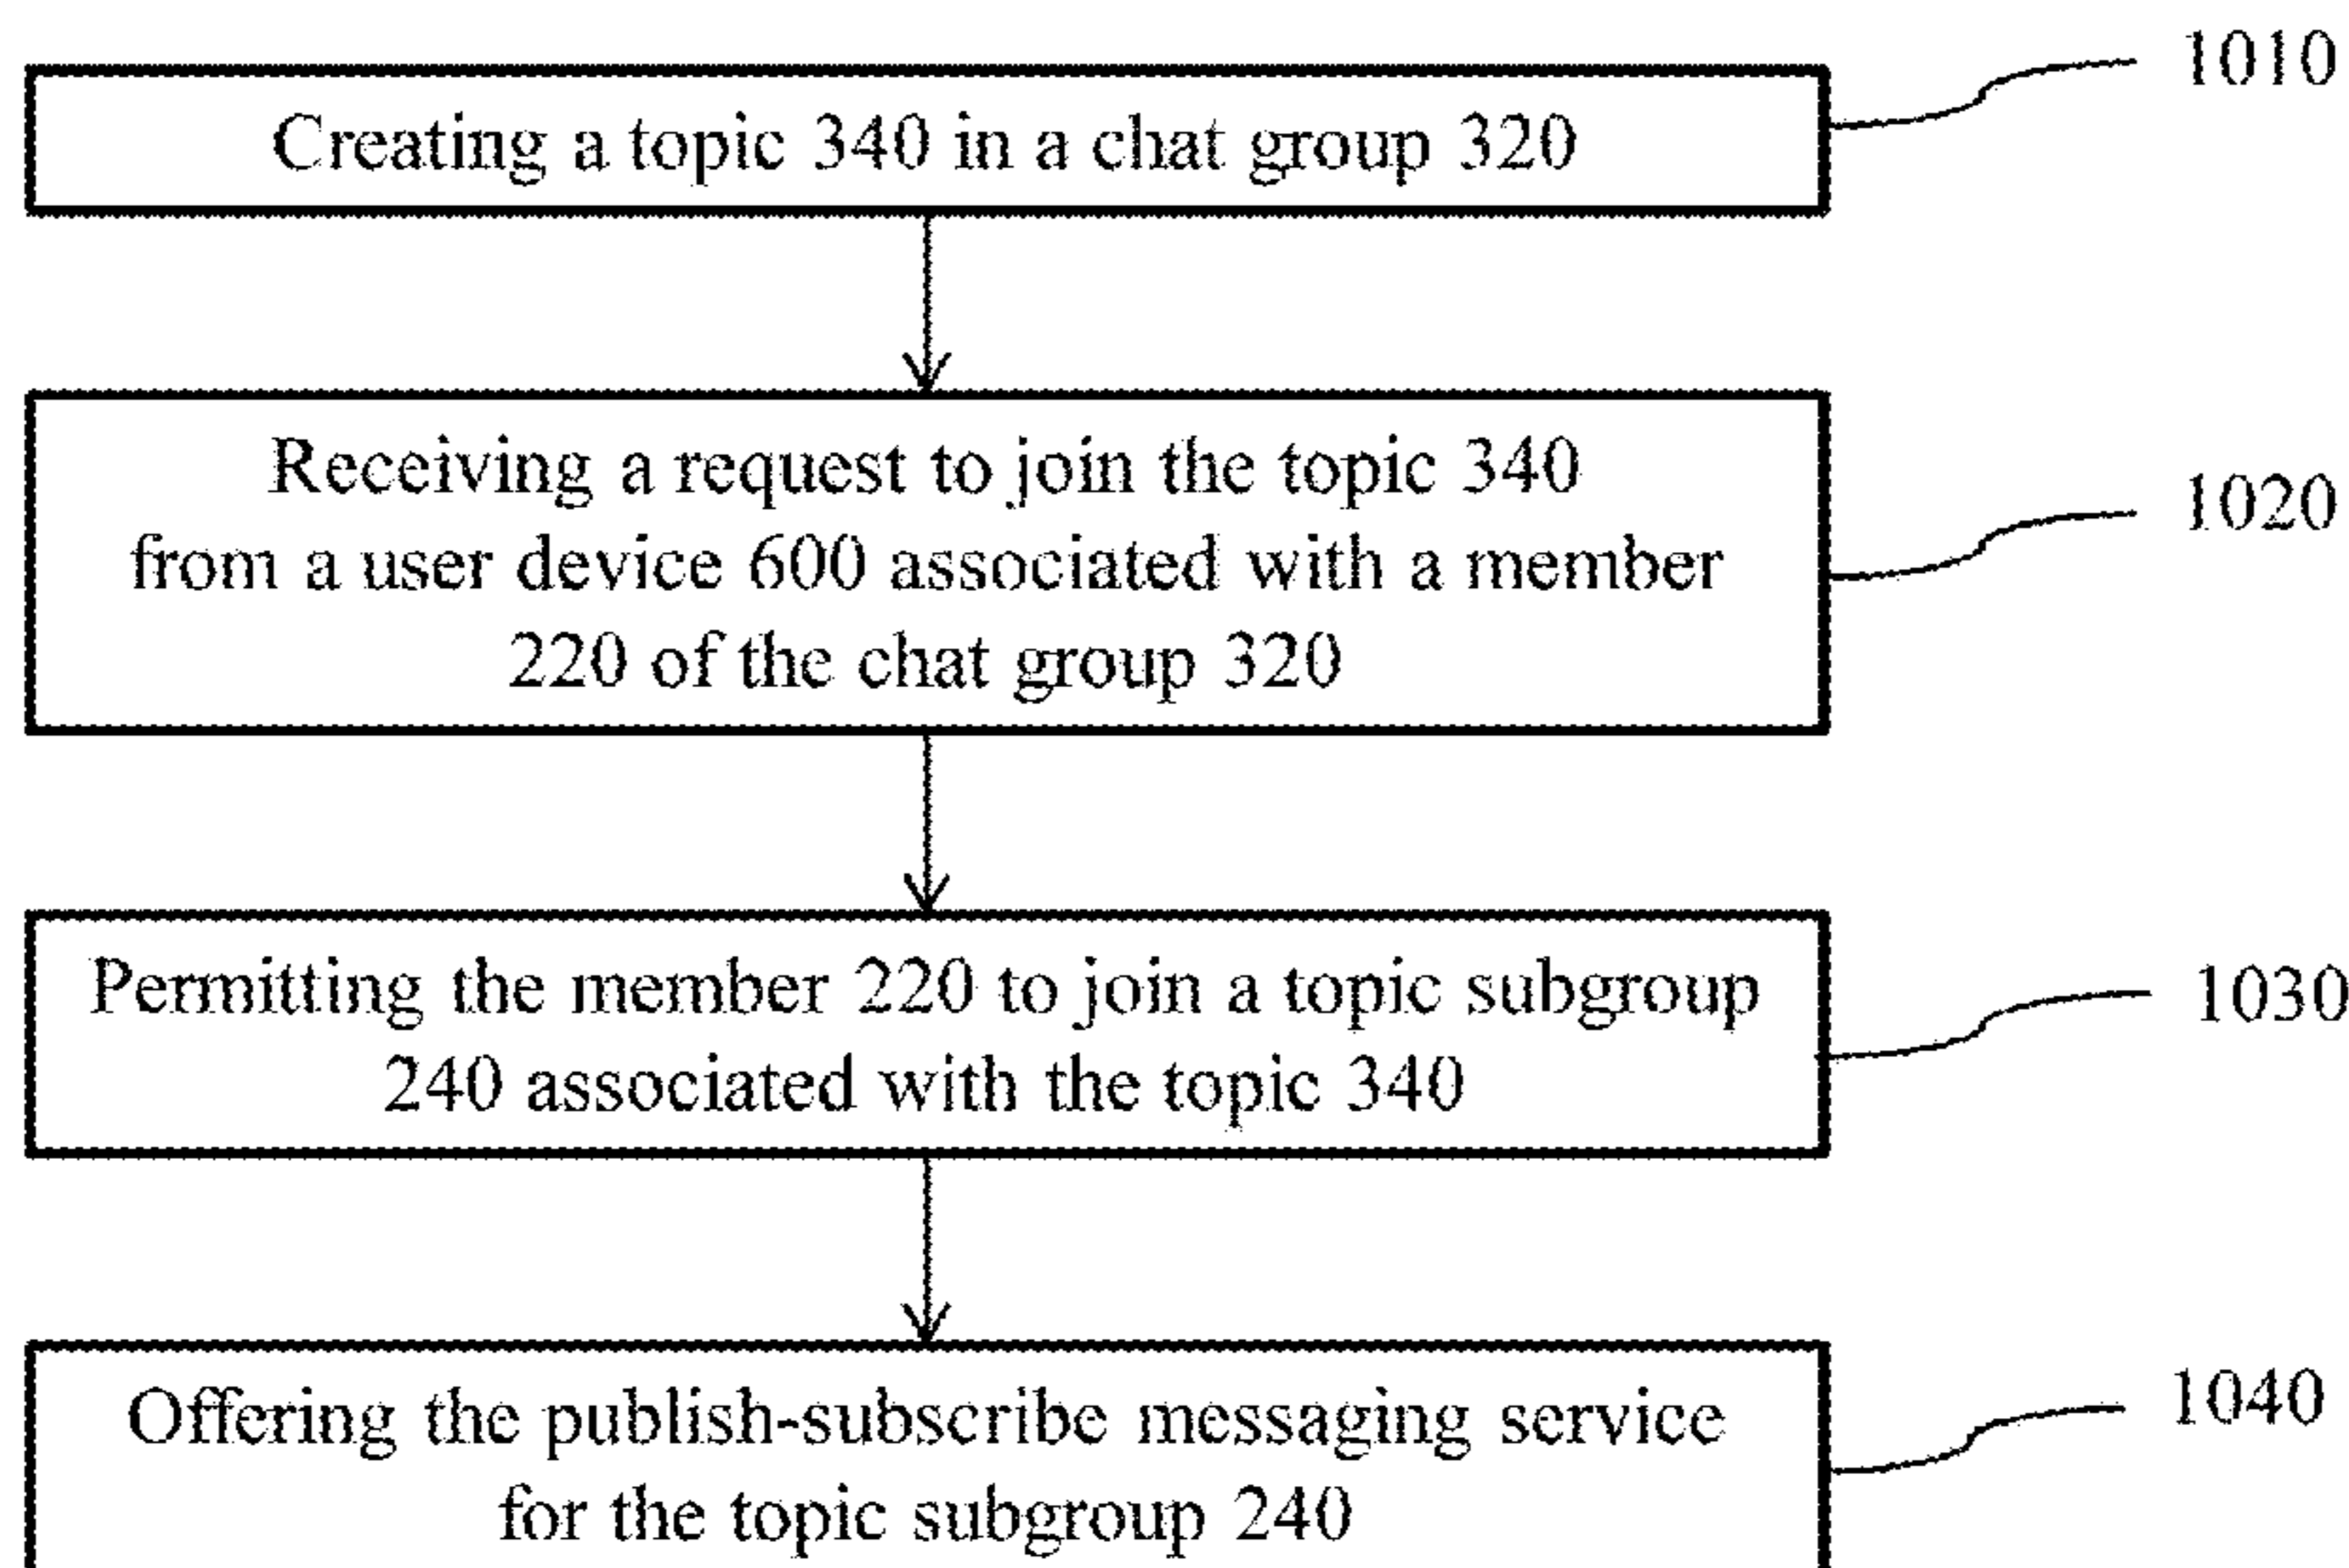 1010
Creating a topic 340 in a chat group 320
Receiving a request to join the topic 340
from a user device 600 associated with a member
220 of the chat group 320
1020
Permitting the member 220 to join a topic subgroup
240 associated with the topic 340
1030
Offering the publish-subscribe messaging service
for the topic subgroup 240
1040